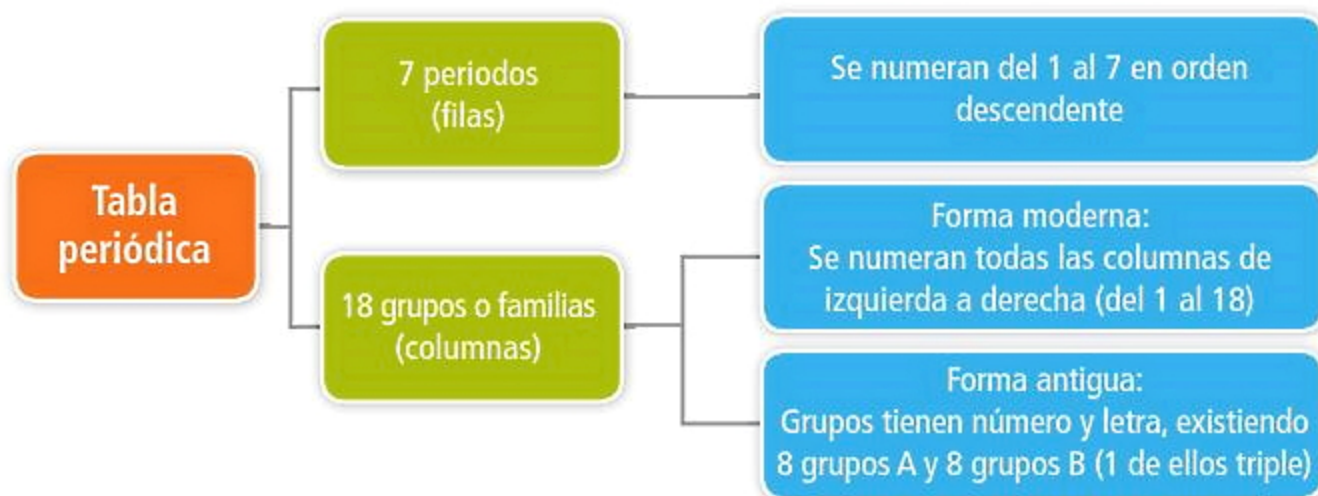 Tabla
periódica
7 periodos
(filas)
Se numeran del 1 al 7 en orden
descendente
18 grupos o familias
(columnas)
Forma moderna:
Se numeran todas las columnas de
izquierda a derecha (del 1 al 18)
Forma antigua:
Grupos tienen número y letra, existiendo
8 grupos A y 8 grupos B (1 de ellos triple)